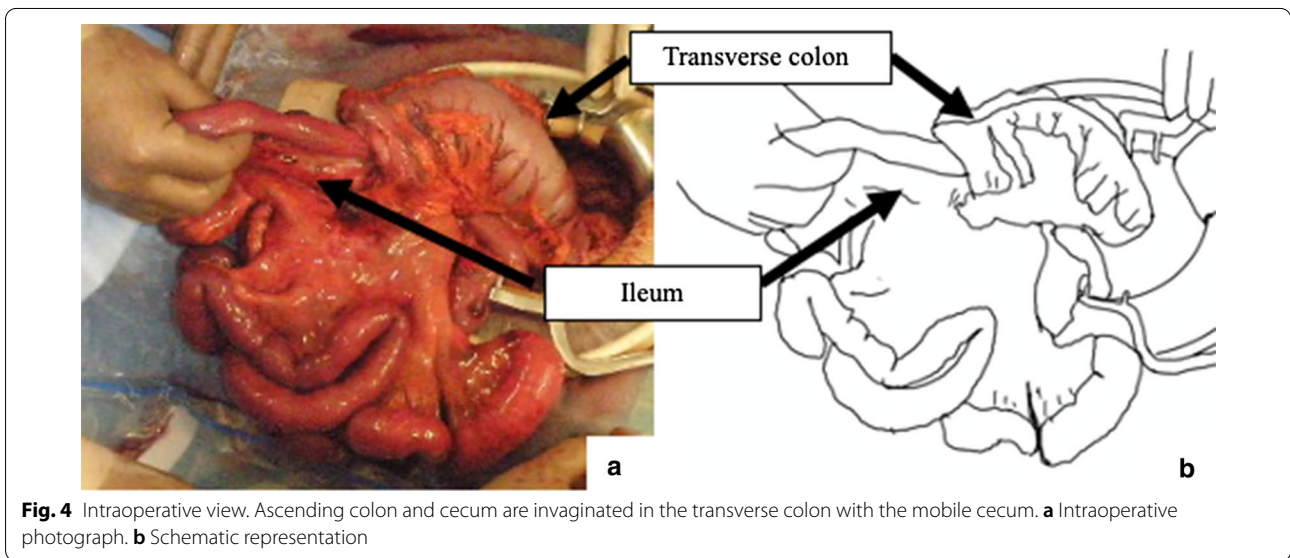 Transverse colon
Ileum
a
b
Fig. 4 Intraoperative view. Ascending colon and cecum are invaginated in the transverse colon with the mobile cecum. a Intraoperative
photograph. b Schematic representation